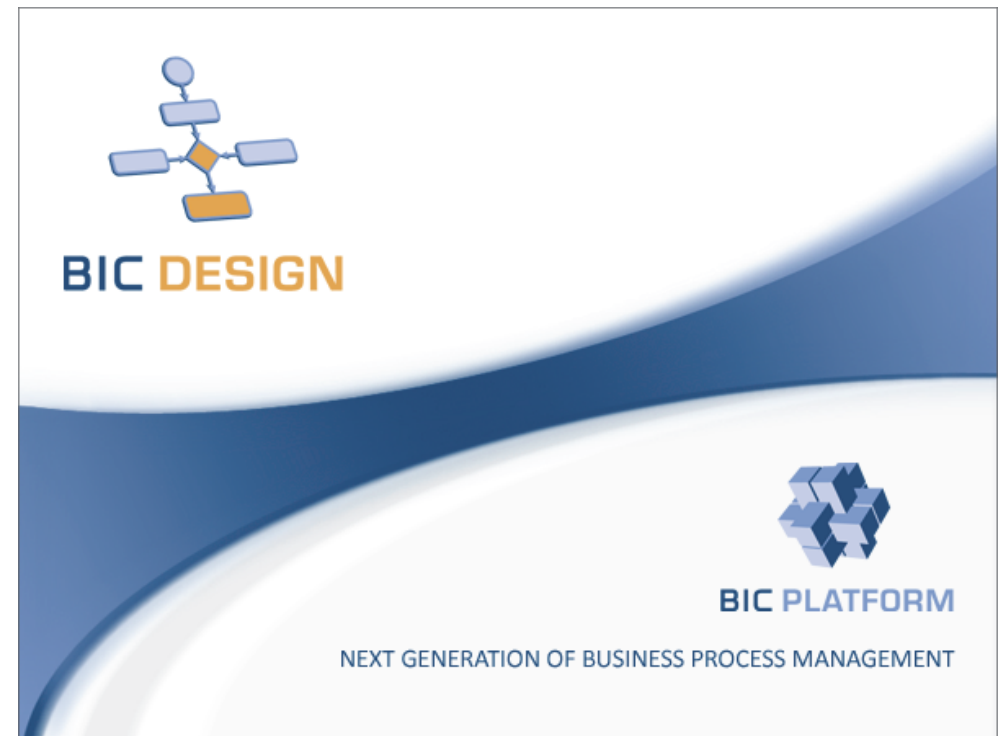 BIC DESIGN
BIC PLATFORM
NEXT GENERATION OF BUSINESS PROCESS MANAGEMENT